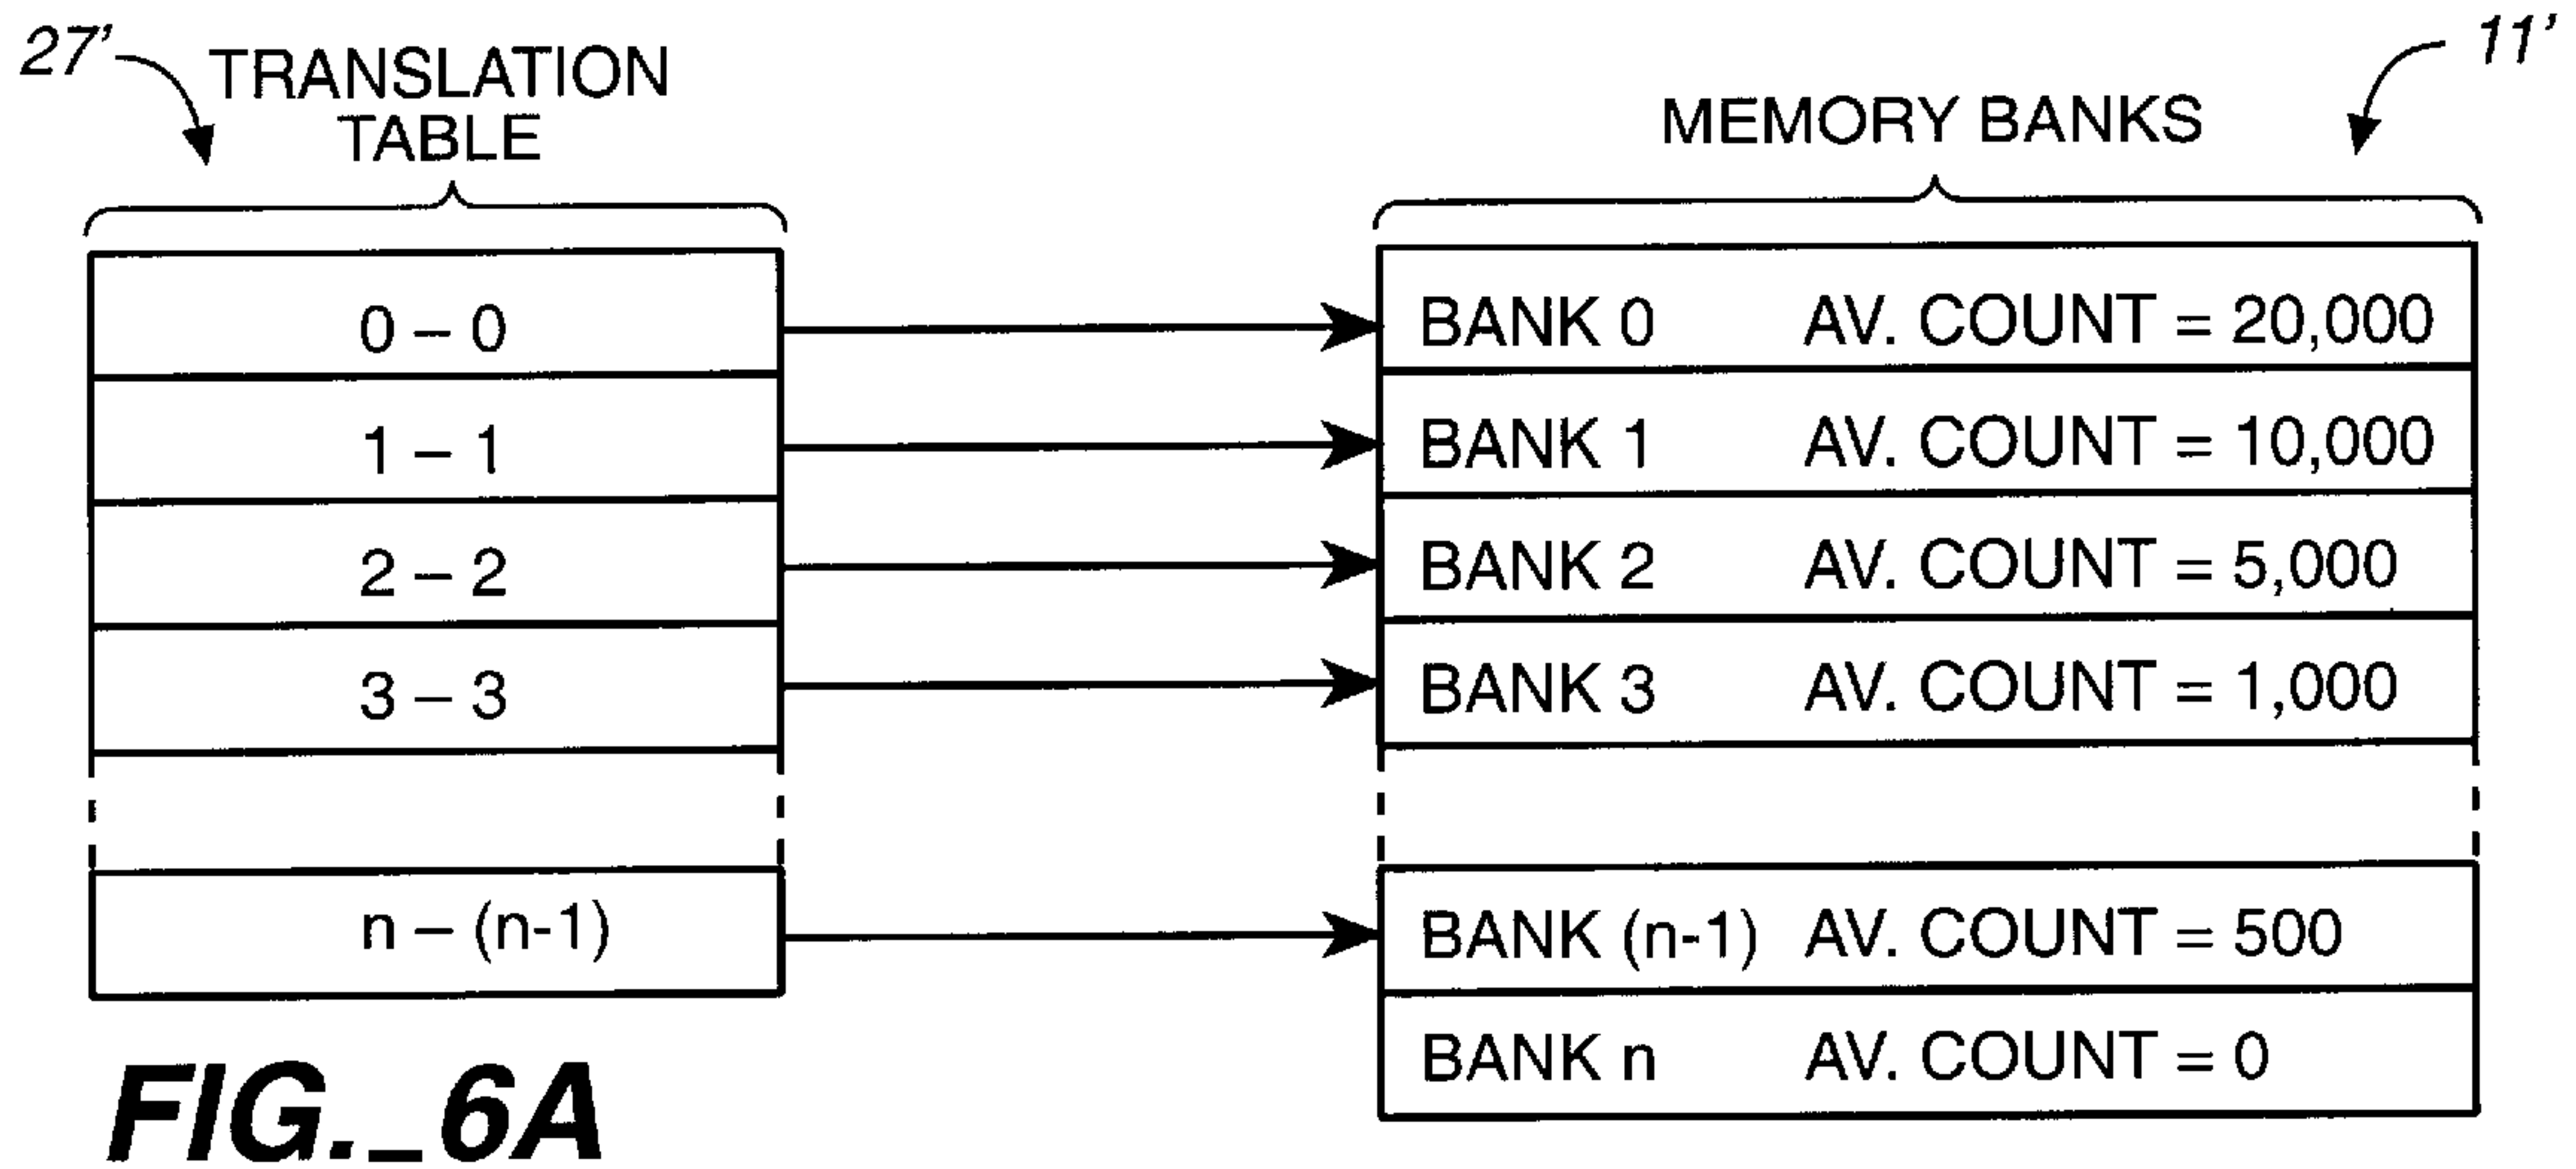 27'
TRANSLATION
TABLE
0 – 0
1 – 1
2 – 2
3 – 3
n – (n-1)
11'
MEMORY BANKS
BANK 0 AV. COUNT = 20,000
BANK 1 AV. COUNT = 10,000
BANK 2 AV. COUNT = 5,000
BANK 3 AV. COUNT = 1,000
BANK (n-1) AV. COUNT = 500
BANK n AV. COUNT = 0
FIG._6A